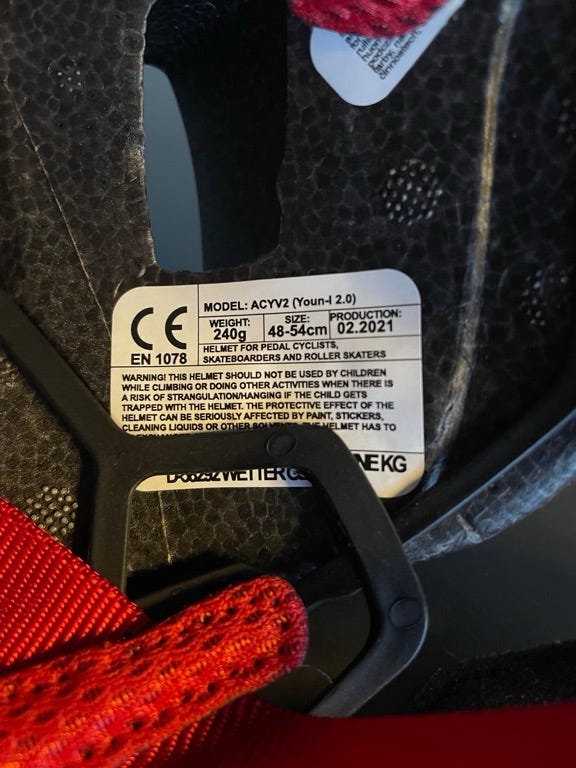 CE
EN 1078
MODEL: ACYV2 (Youn-I 2.0)
WEIGHT: 240g
SIZE: 48-54cm
PRODUCTION: 02.2021
HELMET FOR PEDAL CYCLISTS,
SKATEBOARDERS AND ROLLER SKATERS
WARNING! THIS HELMET SHOULD NOT BE USED BY CHILDREN
WHILE CLIMBING OR DOING OTHER ACTIVITIES WHEN THERE IS
A RISK OF STRANGULATION/HANGING IF THE CHILD GETS
TRAPPED WITH THE HELMET. THE PROTECTIVE EFFECT OF THE
HELMET CAN BE SERIOUSLY AFFECTED BY PAINT, STICKERS,
CLEANING LIQUIDS OR OTHER THE HELMET HAS TO